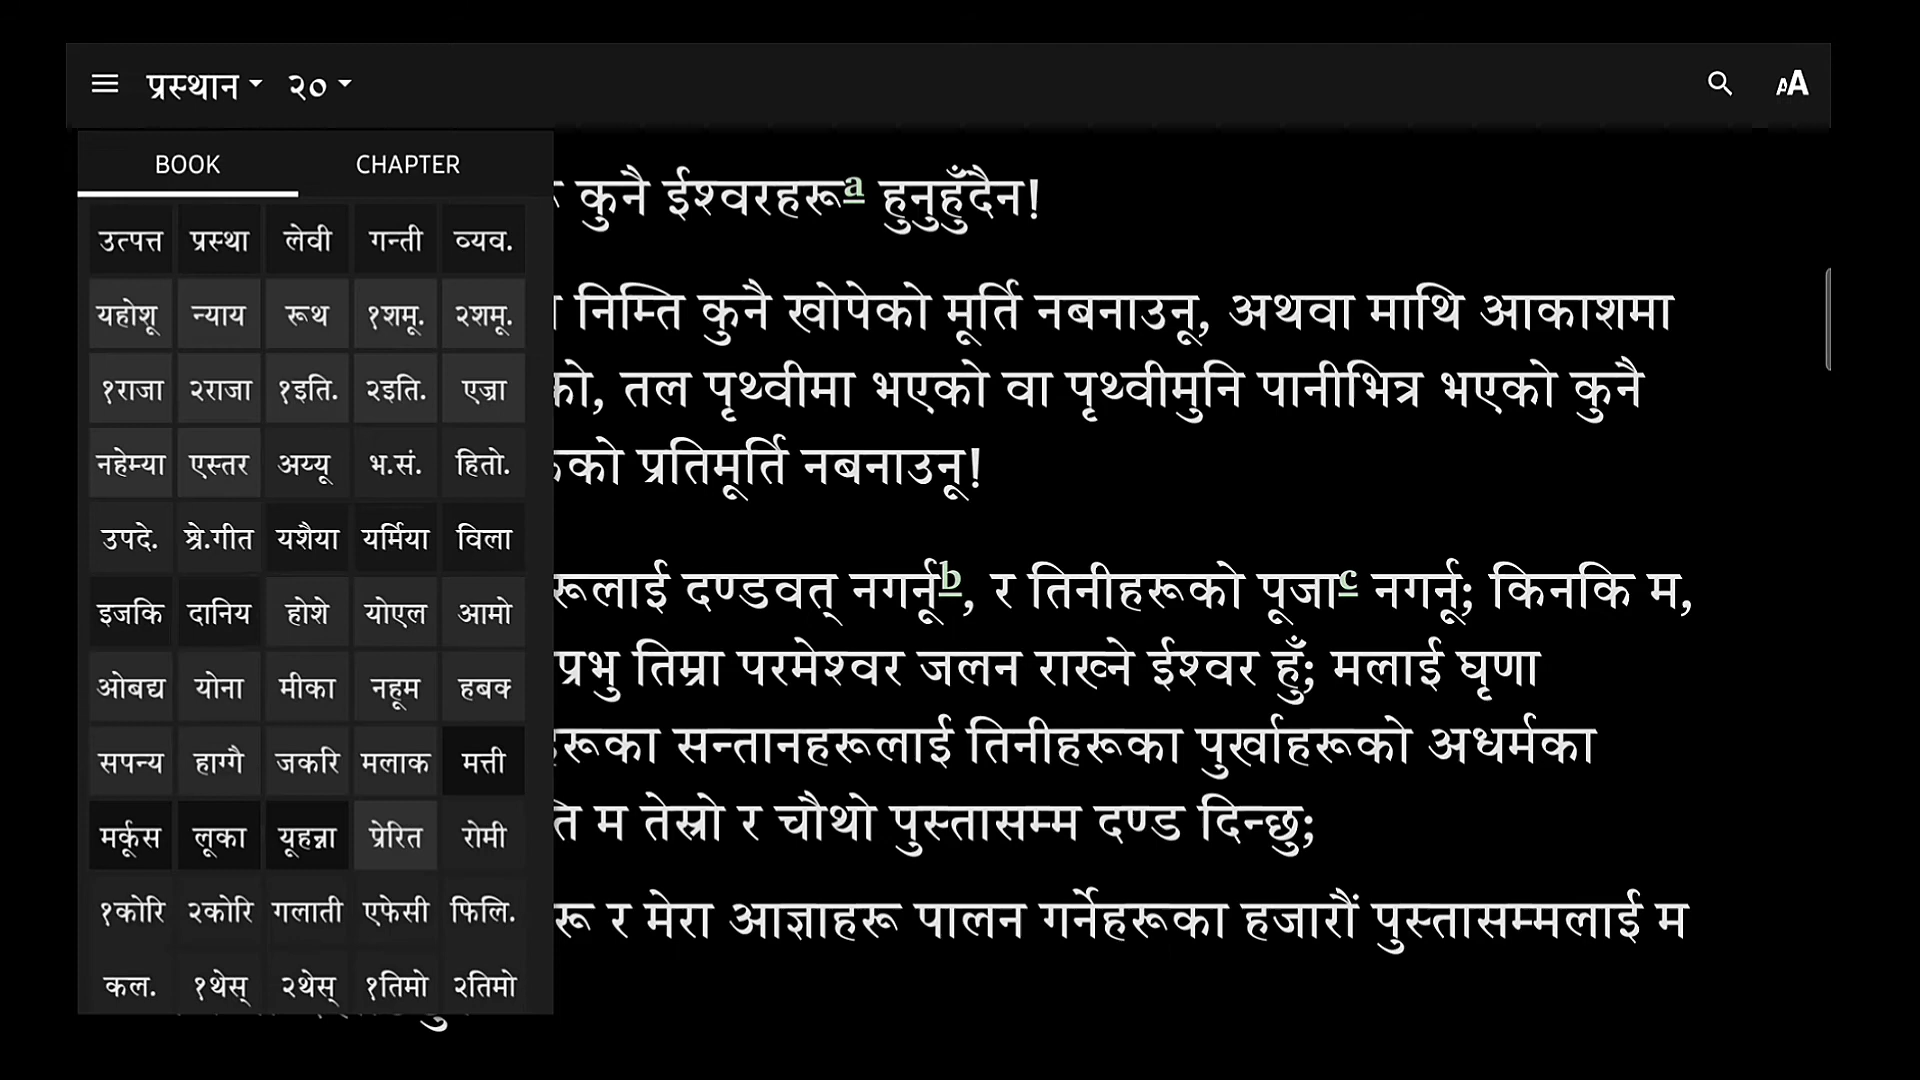 प्रस्थान २०
BOOK CHAPTER
उत्पत्त प्रस्था लेवी गन्ती व्यव.
यहोशू न्याय रूथ १शमू. २शमू.
१राजा २राजा १इति. २इति. एज्रा
नहेम्या एस्तर अय्यू भ.सं. हितो.
उपदे. श्रे.गीत यशैया यर्मिया विला
इजकि दानिय होशे योएल आमो
ओबद्य योना मीका नहूम हबक्
सपन्य हाग्गै जकरि मलाक मत्ती
मर्कूस लूका यूहन्ना प्रेरित रोमी
१कोरि २कोरि गलाती एफेसी फिलि.
कल. १थेस् २थेस् १तिमो २तिमो
कुनै ईश्वरहरूa हुनुहुँदैन!
निम्ति कुनै खोपेको मूर्ति नबनाउनू, अथवा माथि आकाशमा
को, तल पृथ्वीमा भएको वा पृथ्वीमुनि पानीभित्र भएको कुनै
को प्रतिमूर्ति नबनाउनू!
रूलाई दण्डवत् नगर्नूb, र तिनीहरूको पूजाc नगर्नू; किनकि म,
प्रभु तिम्रा परमेश्वर जलन राख्ने ईश्वर हुँ; मलाई घृणा
हरूका सन्तानहरूलाई तिनीहरूका पुर्खाहरूको अधर्मका
ति म तेस्रो र चौथो पुस्तासम्म दण्ड दिन्छु;
रू र मेरा आज्ञाहरू पालन गर्नेहरूका हजारौं पुस्तासम्मलाई म